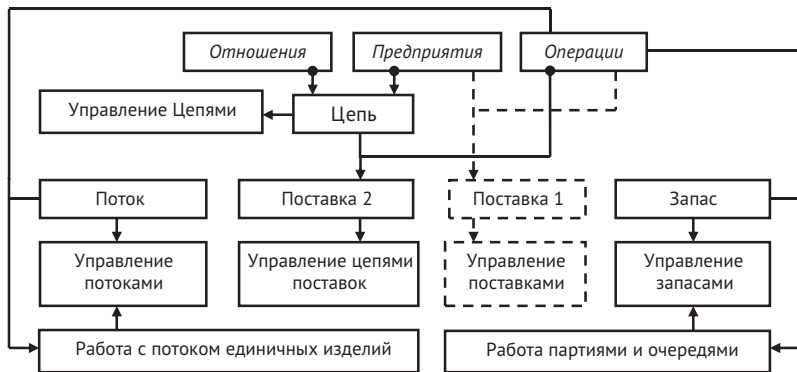 Отношения
Предприятия
Операции
Управление Цепями
Цепь
Поток
Поставка 2
Поставка 1
Запас
Управление
потоками
Управление цепями
поставок
Управление
поставками
Управление
запасами
Работа с потоком единичных изделий
Работа партиями и очередями